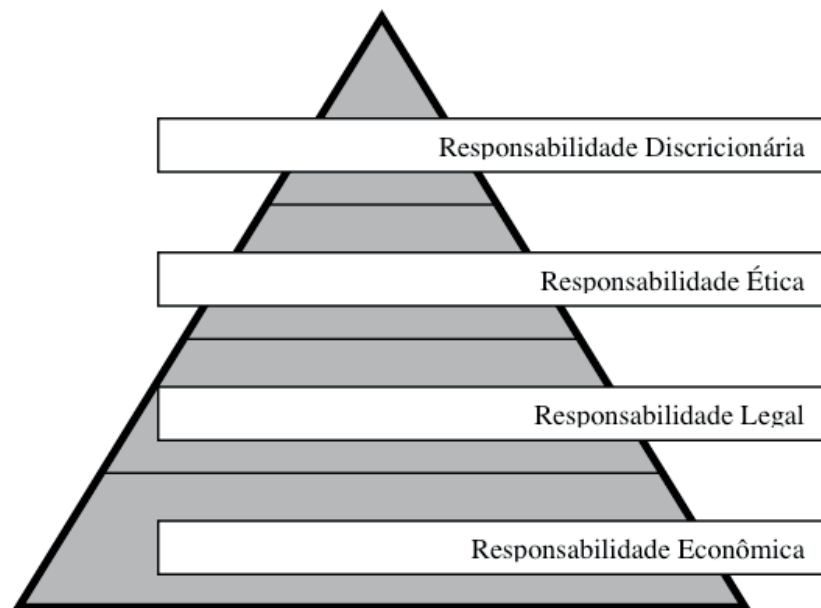 Responsabilidade Discricionária
Responsabilidade Ética
Responsabilidade Legal
Responsabilidade Econômica